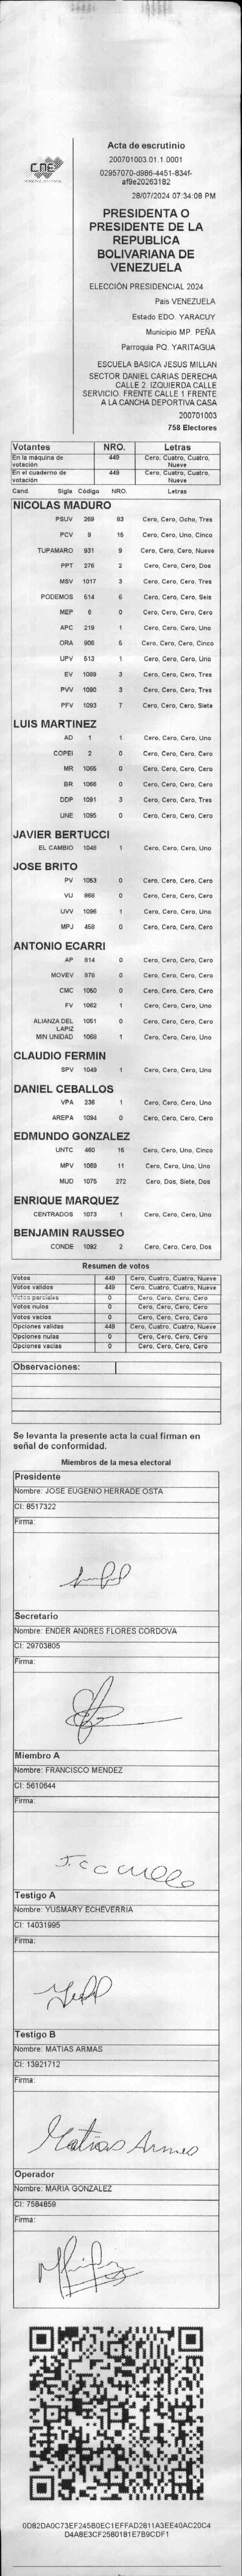 CNE
Acta de escrutinio
200701003.01.1.0001
02957070-d986-4451-834f-
af9e20263182
28/07/2024 07:34:08 PM
PRESIDENTA O
PRESIDENTE DE LA
REPUBLICA
BOLIVARIANA DE
VENEZUELA
ELECCIÓN PRESIDENCIAL 2024
Pais VENEZUELA
Estado EDO. YARACUY
Municipio MP. PEÑA
Parroquia PQ. YARITAGUA
ESCUELA BASICA JESUS MILLAN
SECTOR DANIEL CARIAS DERECHA
CALLE 2. IZQUIERDA CALLE
SERVICIO. FRENTE CALLE 1 FRENTE
A LA CANCHA DEPORTIVA CASA
200701003
758 Electores
Votantes NRO. Letras
En la máquina de votación 449 Cero, Cuatro, Cuatro, Nueve
En el cuaderno de votación 449 Cero, Cuatro, Cuatro, Nueve
Cand. Sigla Código NRO. Letras
NICOLAS MADURO
PSUV 269 83 Cero, Cero, Ocho, Tres
PCV 9 15 Cero, Cero, Uno, Cinco
TUPAMARO 931 9 Cero, Cero, Cero, Nueve
PPT 276 2 Cero, Cero, Cero, Dos
MSV 1017 3 Cero, Cero, Cero, Tres
PODEMOS 514 6 Cero, Cero, Cero, Seis
MEP 6 0 Cero, Cero, Cero, Cero
APC 219 1 Cero, Cero, Cero, Uno
ORA 906 5 Cero, Cero, Cero, Cinco
UPV 513 1 Cero, Cero, Cero, Uno
EV 1089 3 Cero, Cero, Cero, Tres
PVV 1090 3 Cero, Cero, Cero, Tres
PFV 1093 7 Cero, Cero, Cero, Siete
LUIS MARTINEZ
AD 1 1 Cero, Cero, Cero, Uno
COPEI 2 0 Cero, Cero, Cero, Cero
MR 1065 0 Cero, Cero, Cero, Cero
BR 1066 0 Cero, Cero, Cero, Cero
DDP 1091 3 Cero, Cero, Cero, Tres
UNE 1095 0 Cero, Cero, Cero, Cero
JAVIER BERTUCCI
EL CAMBIO 1048 1 Cero, Cero, Cero, Uno
JOSE BRITO
PV 1053 0 Cero, Cero, Cero, Cero
VU 968 0 Cero, Cero, Cero, Cero
UVV 1096 1 Cero, Cero, Cero, Uno
MPJ 458 0 Cero, Cero, Cero, Cero
ANTONIO ECARRI
AP 914 0 Cero, Cero, Cero, Cero
MOVEV 978 0 Cero, Cero, Cero, Cero
CMC 1050 0 Cero, Cero, Cero, Cero
FV 1062 1 Cero, Cero, Cero, Uno
ALIANZA DEL LAPIZ 1051 0 Cero, Cero, Cero, Cero
MIN UNIDAD 1068 1 Cero, Cero, Cero, Uno
CLAUDIO FERMIN
SPV 1049 1 Cero, Cero, Cero, Uno
DANIEL CEBALLOS
VPA 236 1 Cero, Cero, Cero, Uno
AREPA 1094 0 Cero, Cero, Cero, Cero
EDMUNDO GONZALEZ
UNTC 460 15 Cero, Cero, Uno, Cinco
MPV 1069 11 Cero, Cero, Uno, Uno
MUD 1075 272 Cero, Dos, Siete, Dos
ENRIQUE MARQUEZ
CENTRADOS 1073 1 Cero, Cero, Cero, Uno
BENJAMIN RAUSSEO
CONDE 1092 2 Cero, Cero, Cero, Dos
Resumen de votos
Votos 449 Cero, Cuatro, Cuatro, Nueve
Votos validos 449 Cero, Cuatro, Cuatro, Nueve
Votos parciales 0 Cero, Cero, Cero, Cero
Votos nulos 0 Cero, Cero, Cero, Cero
Votos vacios 0 Cero, Cero, Cero, Cero
Opciones validas 449 Cero, Cuatro, Cuatro, Nueve
Opciones nulas 0 Cero, Cero, Cero, Cero
Opciones vacias 0 Cero, Cero, Cero, Cero
Observaciones:
Se levanta la presente acta la cual firman en
señal de conformidad.
Miembros de la mesa electoral
Presidente
Nombre: JOSE EUGENIO HERRADE OSTA
CI: 8517322
Firma:
Secretario
Nombre: ENDER ANDRES FLORES CORDOVA
CI: 29703805
Firma:
Miembro A
Nombre: FRANCISCO MENDEZ
CI: 5610644
Firma:
Testigo A
Nombre: YUSMARY ECHEVERRIA
CI: 14031995
Firma:
Testigo B
Nombre: MATIAS ARMAS
CI: 13921712
Firma:
Matias Armas
Operador
Nombre: MARIA GONZALEZ
CI: 7584859
Firma:
0D82DA0C73EF245B0EC1EFFAD2811A3EE40AC20C4
D4A8E3CF2580181E7B9CDF1